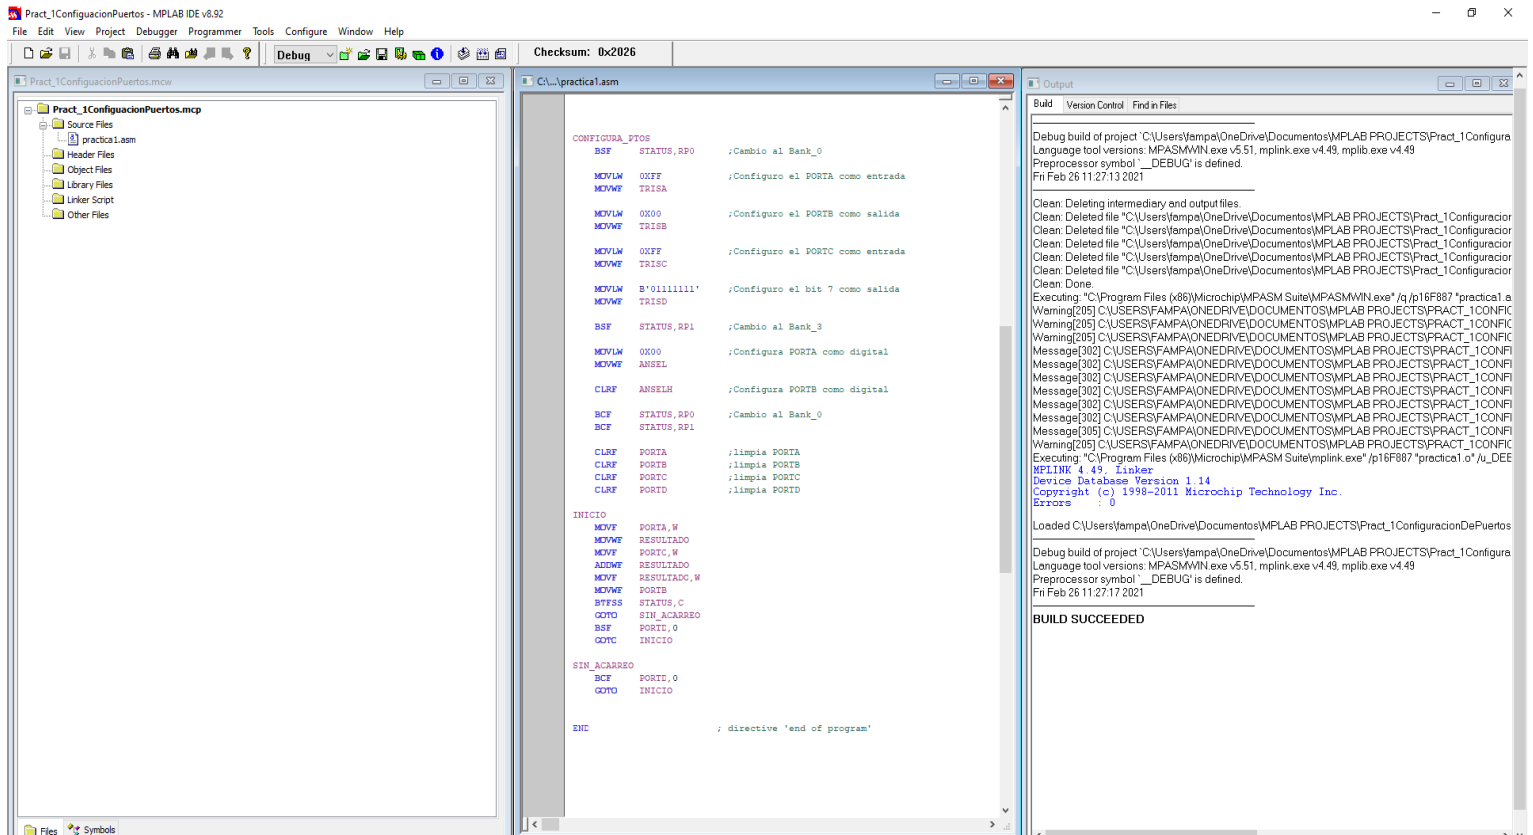 Pract_1ConfiguacionPuertos - MPLAB IDE v8.92
File Edit View Project Debugger Programmer Tools Configure Window Help
Debug
Checksum: 0x2026
Pract_1ConfiguacionPuertos.mcw
Pract_1ConfiguacionPuertos.mcp
Source Files
practica1.asm
Header Files
Object Files
Library Files
Linker Script
Other Files
Files Symbols
C:\...\practica1.asm
CONFIGURA_PTOS
BSF STATUS,RP0 ;Cambio al Bank_0
MOVLW 0XFF ;Configuro el PORTA como entrada
MOVWF TRISA
MOVLW 0X00 ;Configuro el PORTB como salida
MOVWF TRISB
MOVLW 0XFF ;Configuro el PORTC como entrada
MOVWF TRISC
MOVLW B'01111111' ;Configuro el bit 7 como salida
MOVWF TRISD
BSF STATUS,RP1 ;Cambio al Bank_3
MOVLW 0X00 ;Configura PORTA como digital
MOVWF ANSEL
CLRF ANSELH ;Configura PORTB como digital
BCF STATUS,RP0 ;Cambio al Bank_0
BCF STATUS,RP1
CLRF PORTA ;limpia PORTA
CLRF PORTB ;limpia PORTB
CLRF PORTC ;limpia PORTC
CLRF PORTD ;limpia PORTD
INICIO
MOVF PORTA,W
MOVWF RESULTADO
MOVF PORTC,W
ADDWF RESULTADO
MOVF RESULTADO,W
MOVWF PORTB
BTFSS STATUS,C
GOTO SIN_ACARREO
BSF PORTD,0
GOTO INICIO
SIN_ACARREO
BCF PORTD,0
GOTO INICIO
END ; directive 'end of program'
Output
Build Version Control Find in Files
Debug build of project `C:\Users\fampa\OneDrive\Documentos\MPLAB PROJECTS\Pract_1Configura
Language tool versions: MPASMWIN.exe v5.51, mplink.exe v4.49, mplib.exe v4.49
Preprocessor symbol `__DEBUG' is defined.
Fri Feb 26 11:27:13 2021
Clean: Deleting intermediary and output files.
Clean: Deleted file "C:\Users\fampa\OneDrive\Documentos\MPLAB PROJECTS\Pract_1Configuracior
Clean: Deleted file "C:\Users\fampa\OneDrive\Documentos\MPLAB PROJECTS\Pract_1Configuracior
Clean: Deleted file "C:\Users\fampa\OneDrive\Documentos\MPLAB PROJECTS\Pract_1Configuracior
Clean: Deleted file "C:\Users\fampa\OneDrive\Documentos\MPLAB PROJECTS\Pract_1Configuracior
Clean: Deleted file "C:\Users\fampa\OneDrive\Documentos\MPLAB PROJECTS\Pract_1Configuracior
Clean: Done.
Executing: "C:\Program Files (x86)\Microchip\MPASM Suite\MPASMWIN.exe" /q /p16F887 "practica1.a
Warning[205] C:\USERS\FAMPA\ONEDRIVE\DOCUMENTOS\MPLAB PROJECTS\PRACT_1CONFIG
Warning[205] C:\USERS\FAMPA\ONEDRIVE\DOCUMENTOS\MPLAB PROJECTS\PRACT_1CONFIG
Warning[205] C:\USERS\FAMPA\ONEDRIVE\DOCUMENTOS\MPLAB PROJECTS\PRACT_1CONFIG
Message[302] C:\USERS\FAMPA\ONEDRIVE\DOCUMENTOS\MPLAB PROJECTS\PRACT_1CONFI
Message[302] C:\USERS\FAMPA\ONEDRIVE\DOCUMENTOS\MPLAB PROJECTS\PRACT_1CONFI
Message[302] C:\USERS\FAMPA\ONEDRIVE\DOCUMENTOS\MPLAB PROJECTS\PRACT_1CONFI
Message[302] C:\USERS\FAMPA\ONEDRIVE\DOCUMENTOS\MPLAB PROJECTS\PRACT_1CONFI
Message[302] C:\USERS\FAMPA\ONEDRIVE\DOCUMENTOS\MPLAB PROJECTS\PRACT_1CONFI
Message[302] C:\USERS\FAMPA\ONEDRIVE\DOCUMENTOS\MPLAB PROJECTS\PRACT_1CONFI
Message[305] C:\USERS\FAMPA\ONEDRIVE\DOCUMENTOS\MPLAB PROJECTS\PRACT_1CONFI
Warning[205] C:\USERS\FAMPA\ONEDRIVE\DOCUMENTOS\MPLAB PROJECTS\PRACT_1CONFIG
Executing: "C:\Program Files (x86)\Microchip\MPASM Suite\mplink.exe" /p16F887 "practica1.o" /u_DEE
MPLINK 4.49, Linker
Device Database Version 1.14
Copyright (c) 1998-2011 Microchip Technology Inc.
Errors : 0
Loaded C:\Users\fampa\OneDrive\Documentos\MPLAB PROJECTS\Pract_1ConfiguracionDePuertos
Debug build of project `C:\Users\fampa\OneDrive\Documentos\MPLAB PROJECTS\Pract_1Configura
Language tool versions: MPASMWIN.exe v5.51, mplink.exe v4.49, mplib.exe v4.49
Preprocessor symbol `__DEBUG' is defined.
Fri Feb 26 11:27:17 2021
BUILD SUCCEEDED